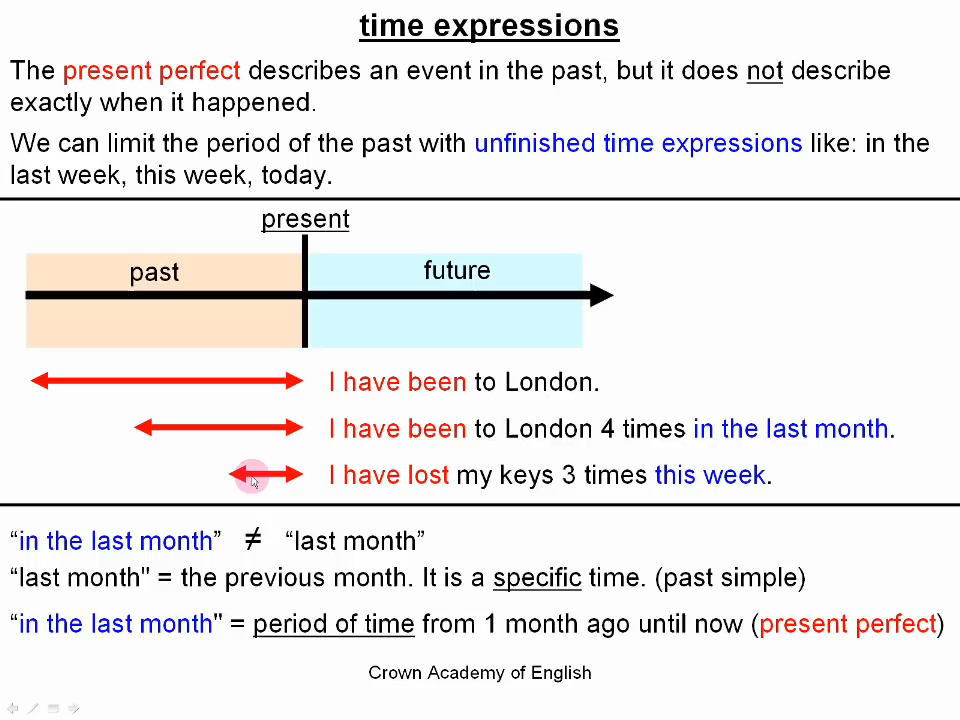 time expressions
The present perfect describes an event in the past, but it does not describe
exactly when it happened.
We can limit the period of the past with unfinished time expressions like: in the
last week, this week, today.
present
past
future
I have been to London.
I have been to London 4 times in the last month.
I have lost my keys 3 times this week.
“in the last month” ≠ “last month”
“last month" = the previous month. It is a specific time. (past simple)
“in the last month" = period of time from 1 month ago until now (present perfect)
Crown Academy of English